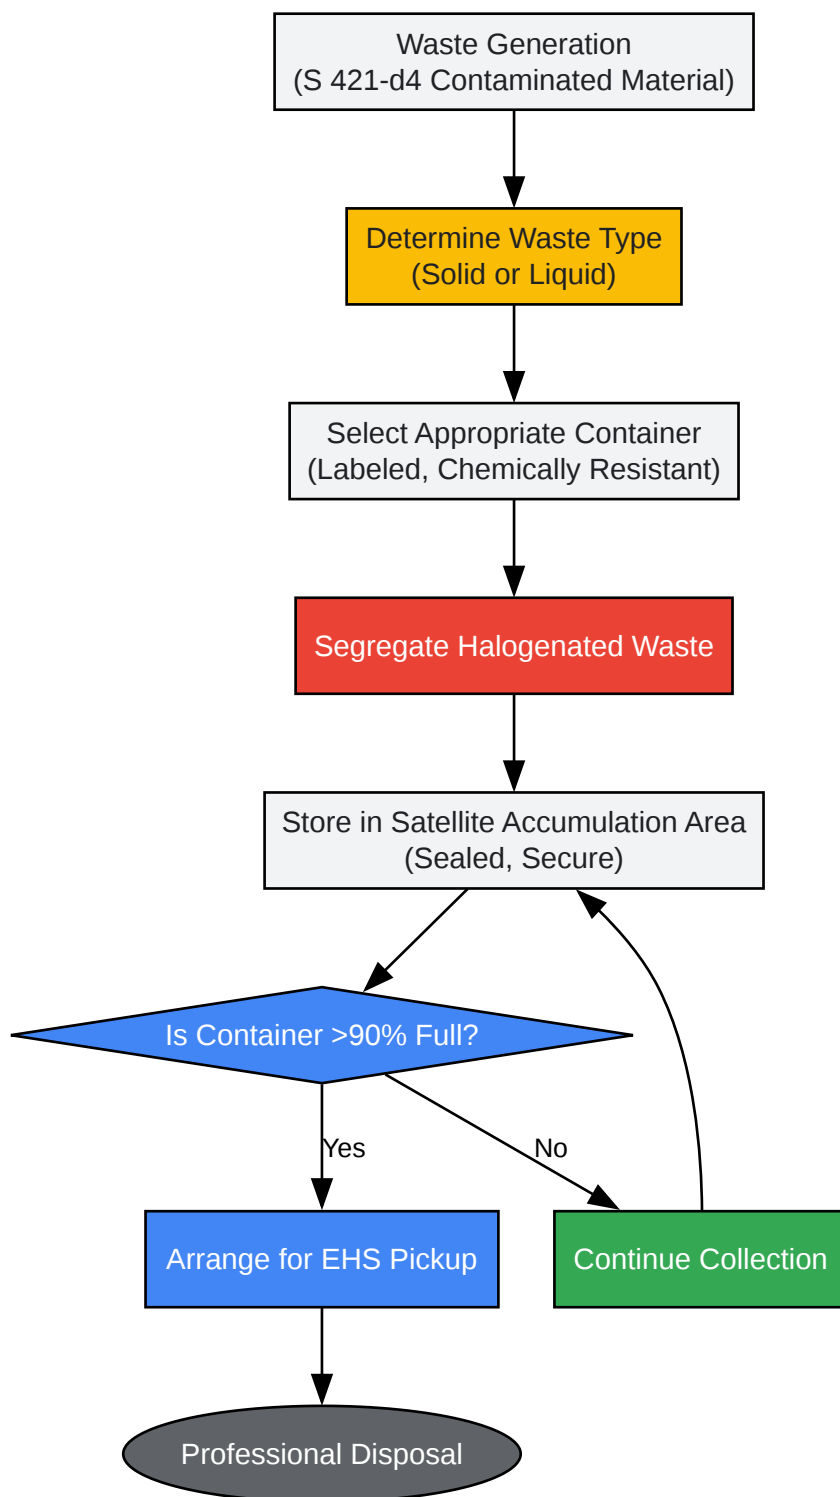 Waste Generation
(S 421-d4 Contaminated Material)
Determine Waste Type
(Solid or Liquid)
Select Appropriate Container
(Labeled, Chemically Resistant)
Segregate Halogenated Waste
Store in Satellite Accumulation Area
(Sealed, Secure)
Is Container >90% Full?
Yes
No
Arrange for EHS Pickup
Continue Collection
Professional Disposal